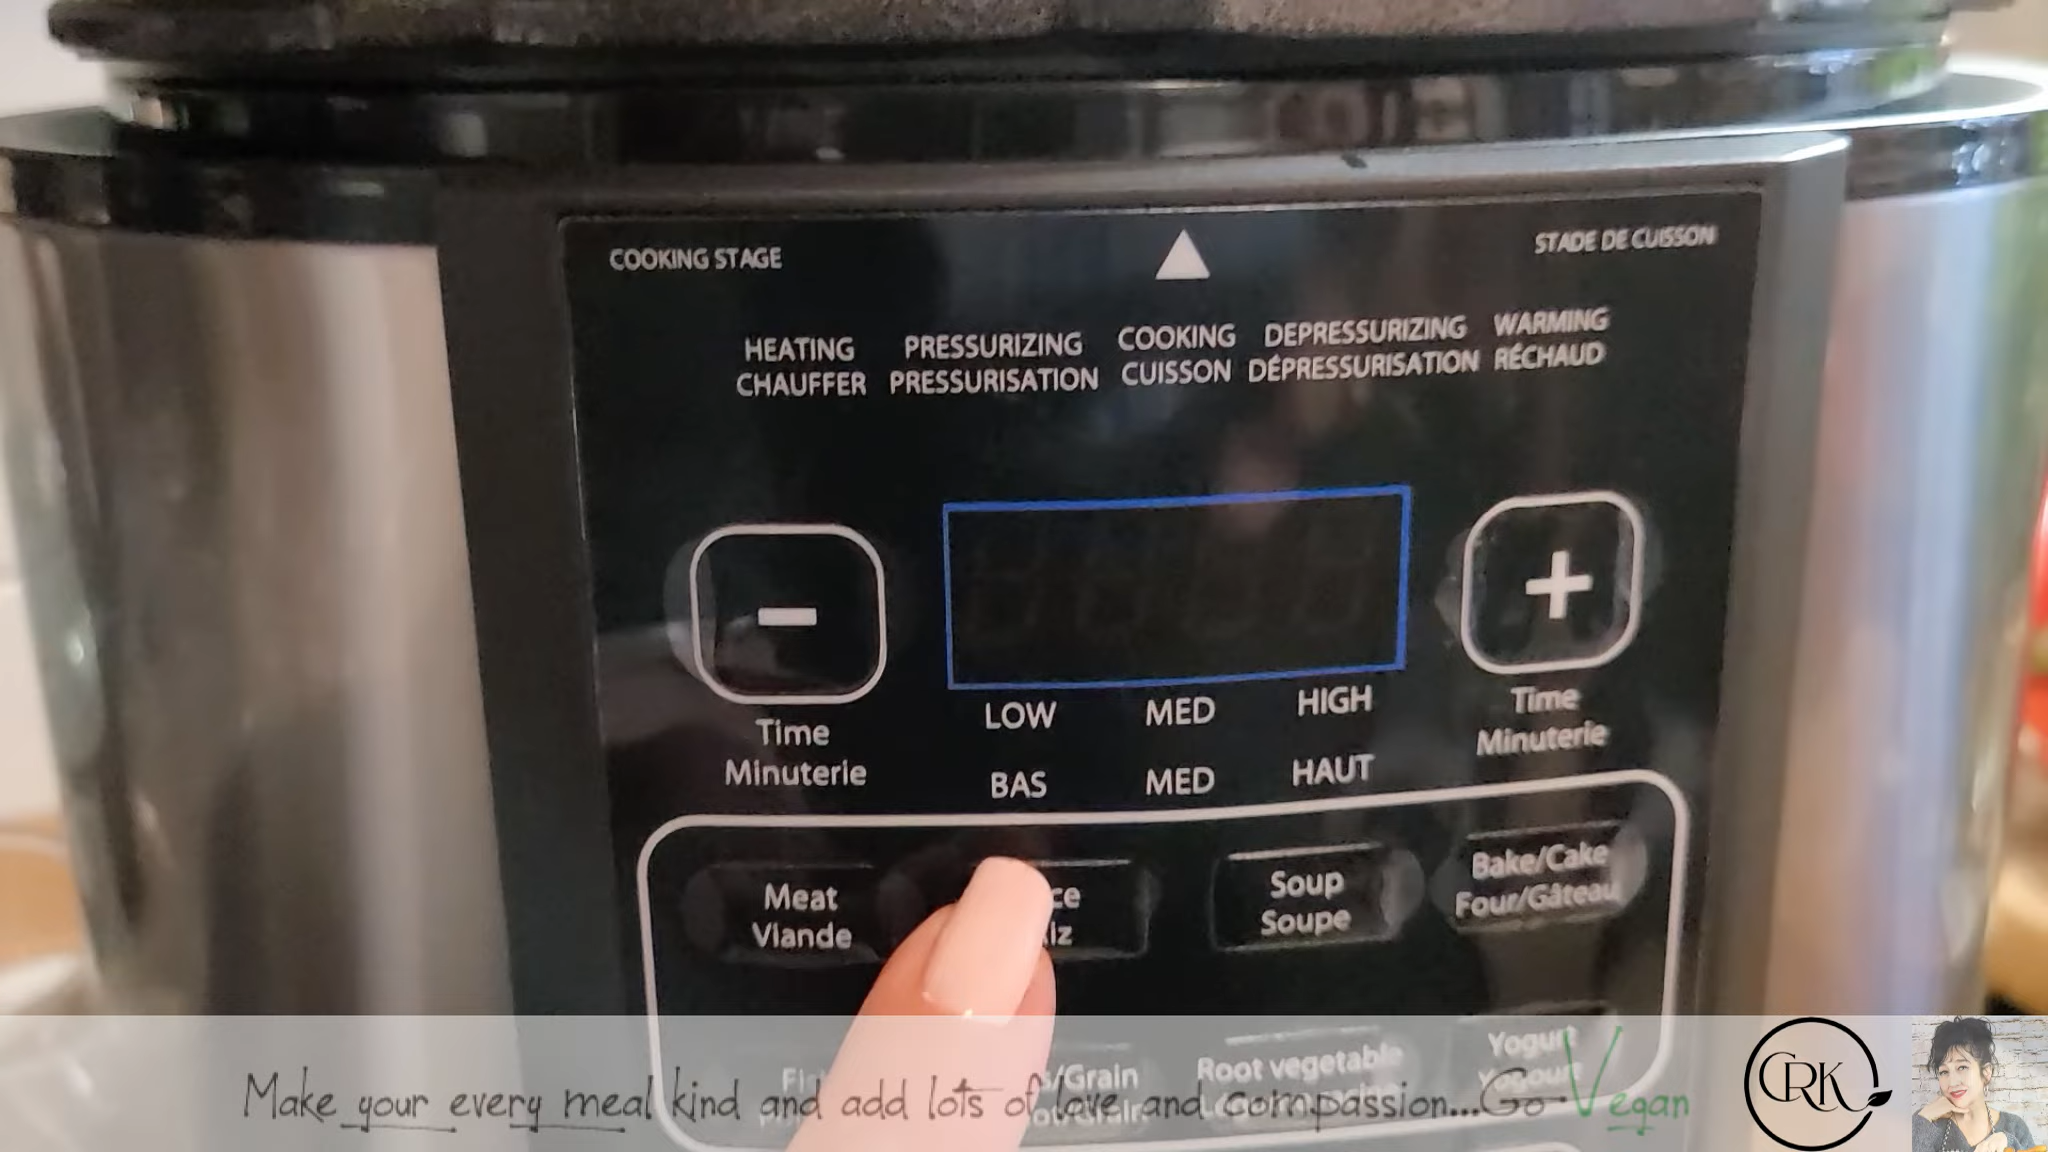 COOKING STAGE
STADE DE CUISSON
HEATING PRESSURIZING COOKING DEPRESSURIZING WARMING
CHAUFFER PRESSURISATION CUISSON DÉPRESSURISATION RÉCHAUD
-
+
LOW MED HIGH
Time Time
Minuterie Minuterie
BAS MED HAUT
Meat Soup Bake/Cake
Viande Soupe Four/Gâteau
/Grain Root vegetable Yogurt
Make your every meal kind and add lots of love and compassion...Go Vegan
CRK